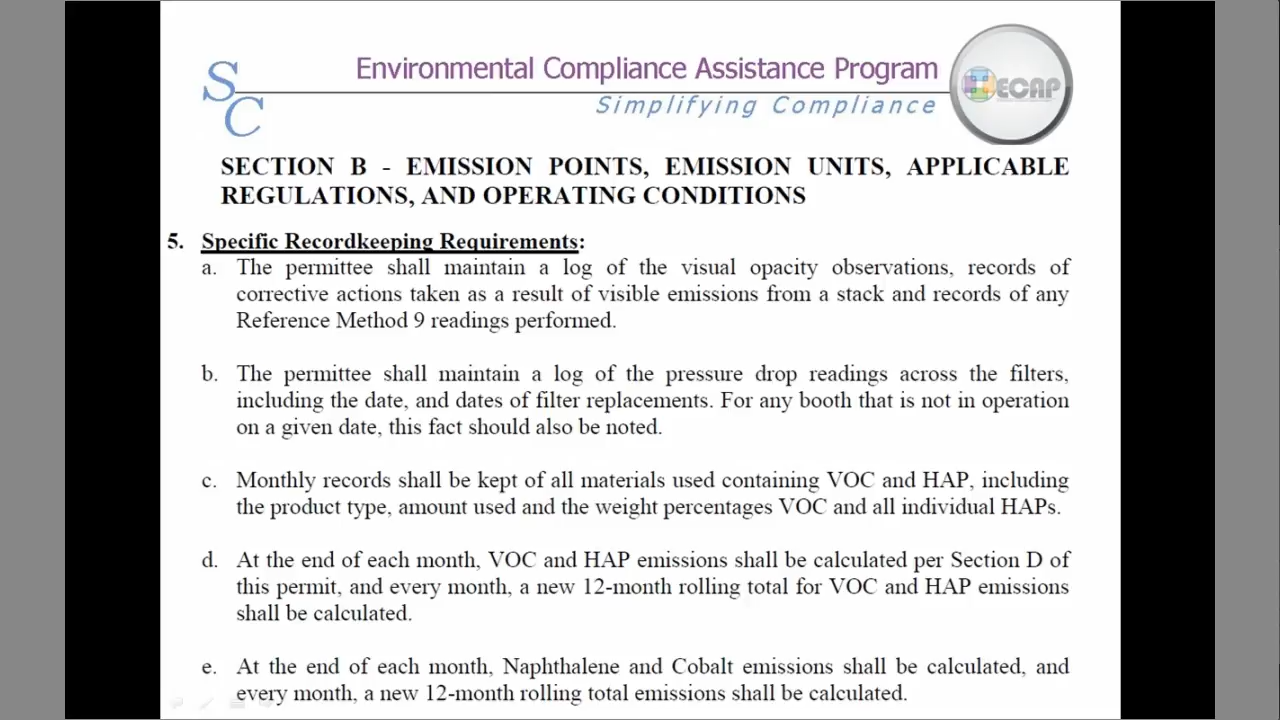 S
C
Environmental Compliance Assistance Program
Simplifying Compliance
ECAP
SECTION B - EMISSION POINTS, EMISSION UNITS, APPLICABLE
REGULATIONS, AND OPERATING CONDITIONS
5. Specific Recordkeeping Requirements:
a. The permittee shall maintain a log of the visual opacity observations, records of
corrective actions taken as a result of visible emissions from a stack and records of any
Reference Method 9 readings performed.
b. The permittee shall maintain a log of the pressure drop readings across the filters,
including the date, and dates of filter replacements. For any booth that is not in operation
on a given date, this fact should also be noted.
c. Monthly records shall be kept of all materials used containing VOC and HAP, including
the product type, amount used and the weight percentages VOC and all individual HAPs.
d. At the end of each month, VOC and HAP emissions shall be calculated per Section D of
this permit, and every month, a new 12-month rolling total for VOC and HAP emissions
shall be calculated.
e. At the end of each month, Naphthalene and Cobalt emissions shall be calculated, and
every month, a new 12-month rolling total emissions shall be calculated.